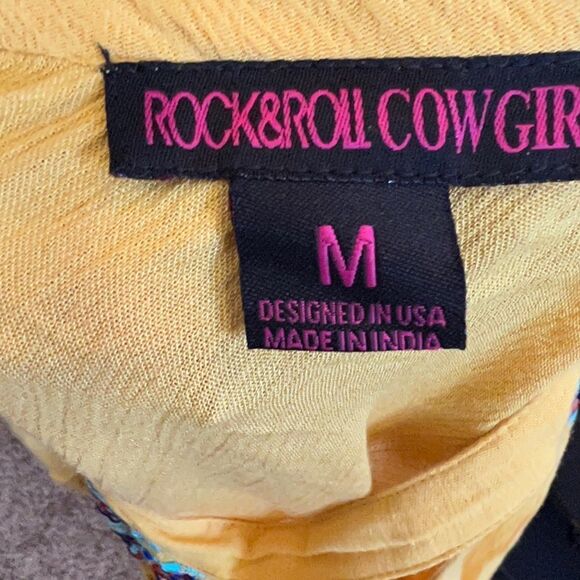 ROCK&ROLL COWGIR
M
DESIGNED IN USA
MADE IN INDIA